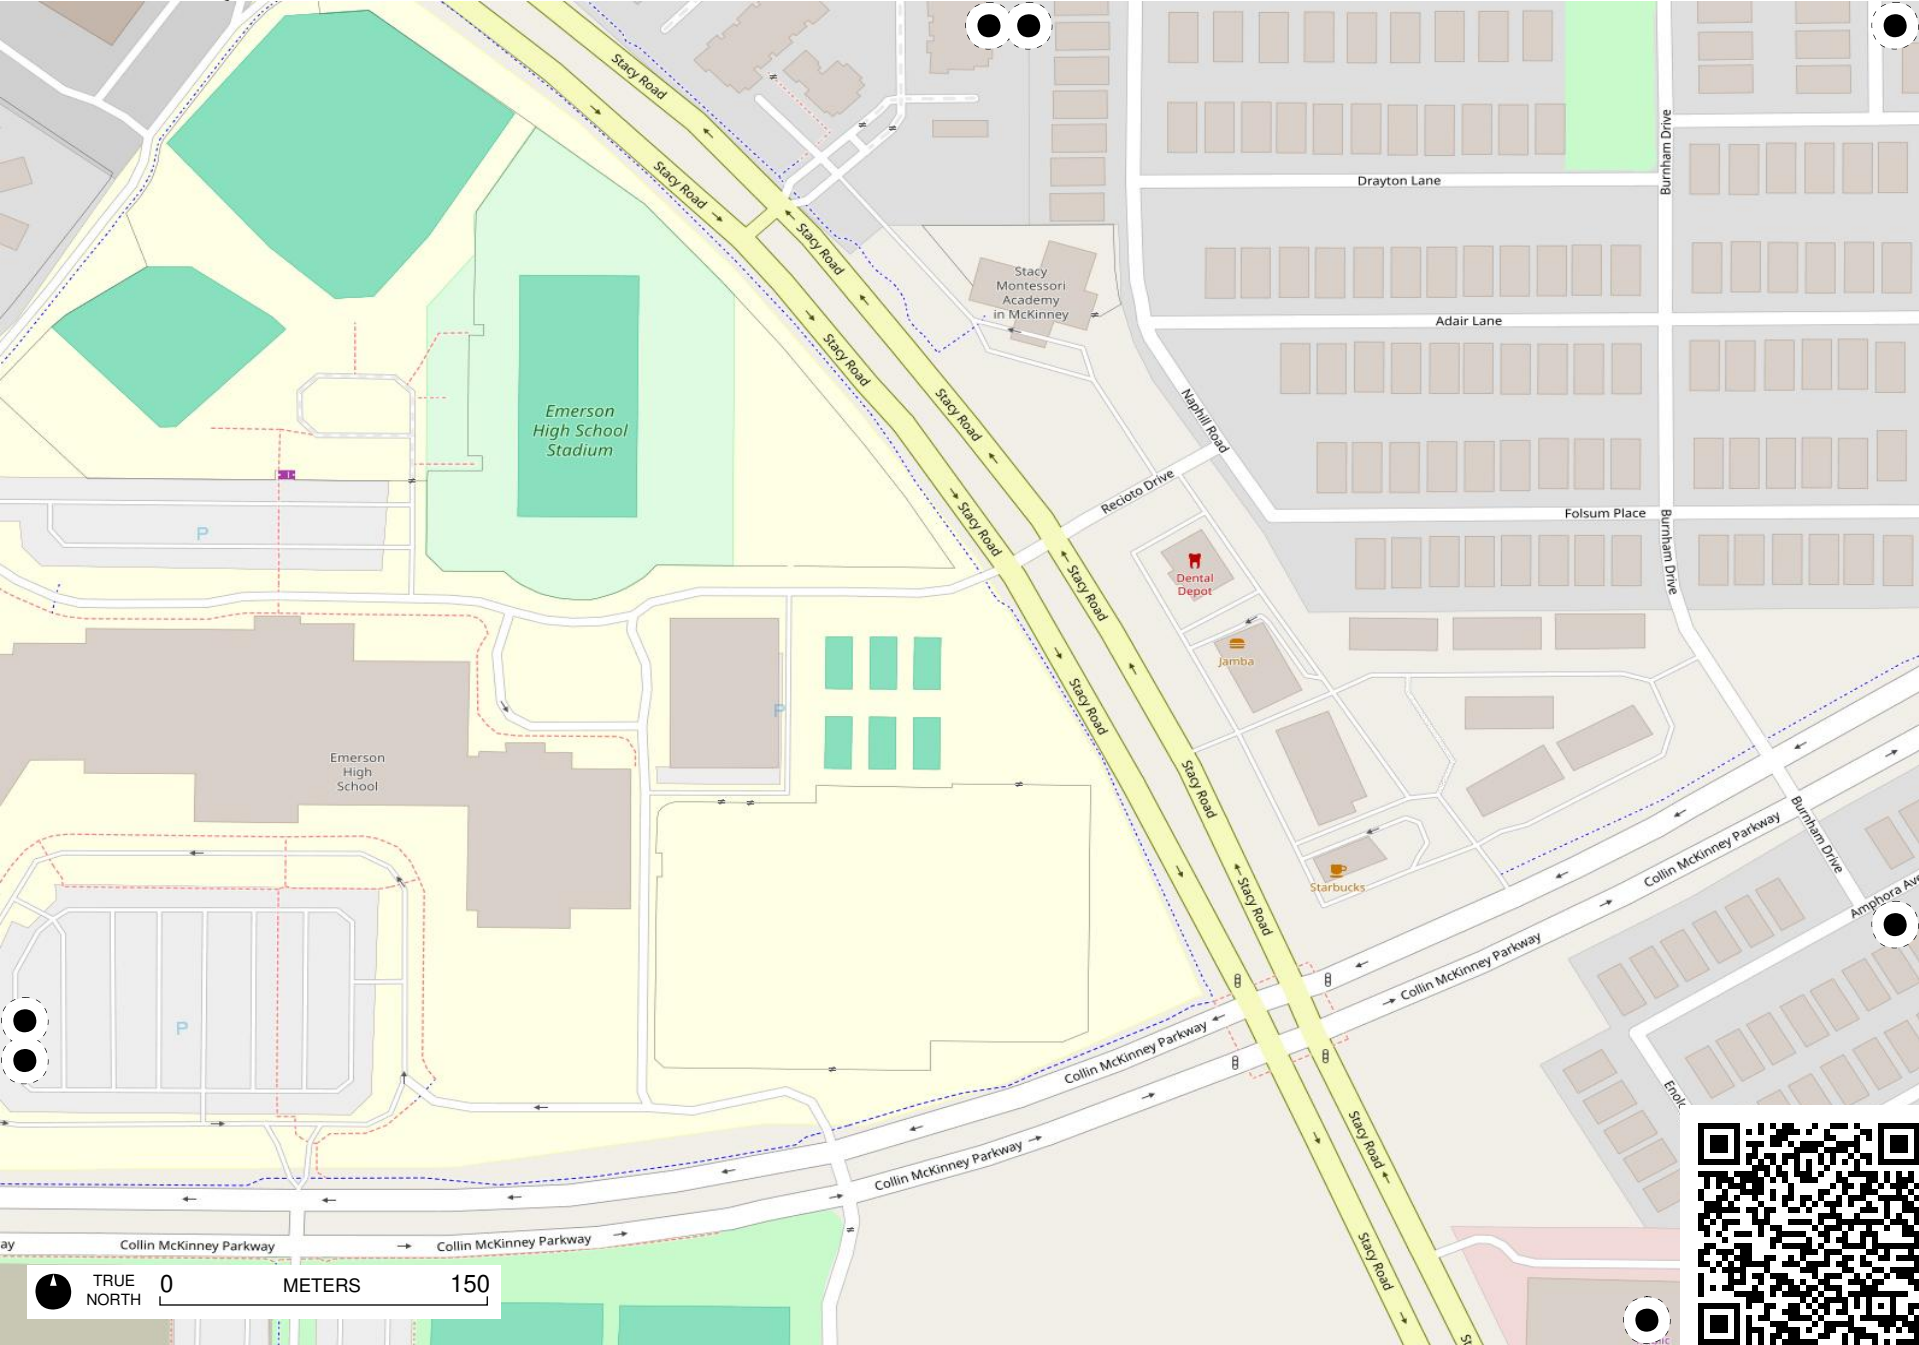 Stacy Road
Stacy Road
Burnham Drive
Drayton Lane
Stacy Road
Stacy
Montessori
Academy
in McKinney
Adair Lane
Stacy Road
Stacy Road
Naphill Road
Emerson
High School
Stadium
Recioto Drive
Stacy Road
Folsum Place
Burnham Drive
P
Dental
Depot
Stacy Road
Jamba
Stacy Road
P
Emerson
High
School
Stacy Road
Burnham Drive
Collin McKinney Parkway
Starbucks
Stacy Road
Amphora Ave
Collin McKinney Parkway
P
Collin McKinney Parkway
Stacy Road
Collin McKinney Parkway
Collin McKinney Parkway
Collin McKinney Parkway
Stacy Road
TRUE
NORTH
0 METERS 150